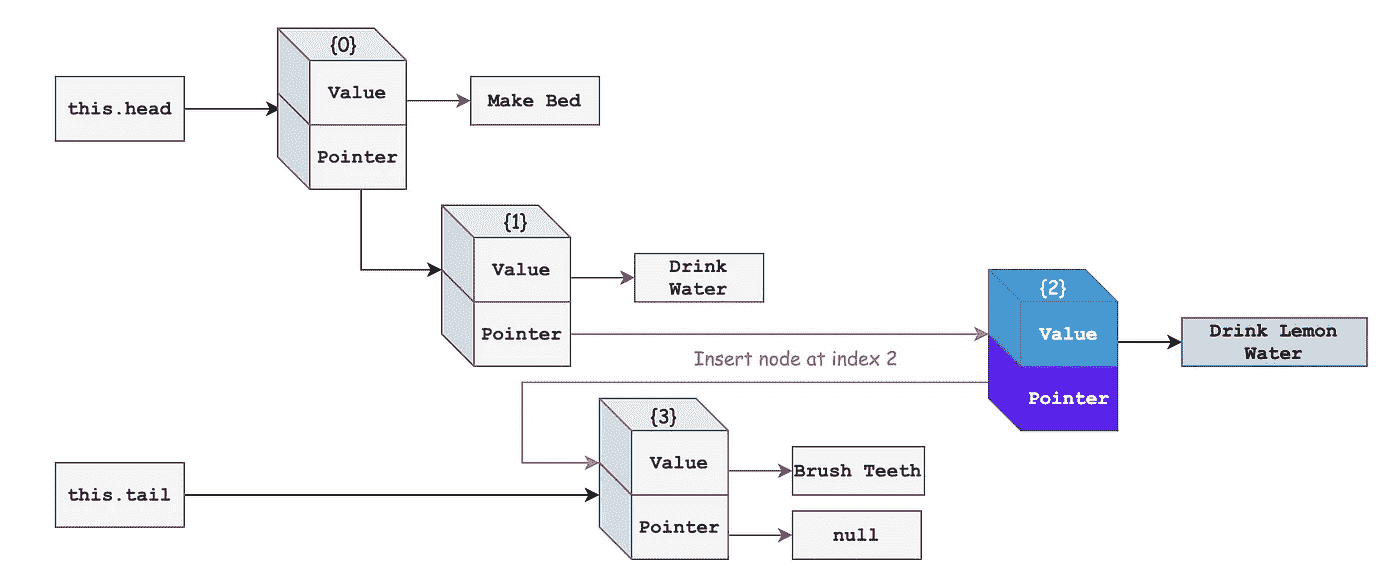 {0}
this.head
Value
Make Bed
Pointer
{1}
Value
Drink
Water
Pointer
{2}
Value
Drink Lemon
Water
Insert node at index 2
Pointer
{3}
Value
Brush Teeth
this.tail
Pointer
null